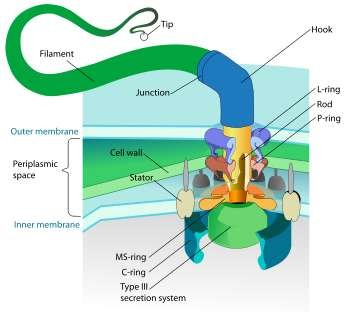 Tip
Hook
Filament
Junction
L-ring
Rod
P-ring
Outer membrane
Cell wall
Periplasmic
space
Stator
Inner membrane
MS-ring
C-ring
Type III
secretion system